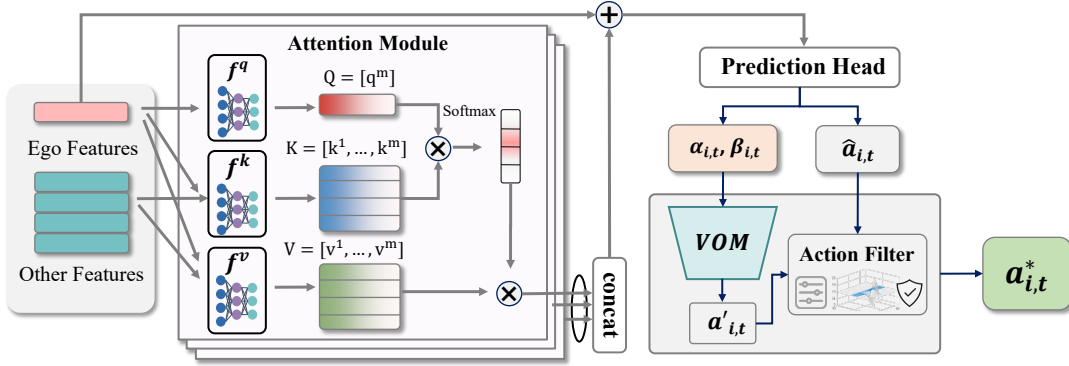 Attention Module
f^q
Q = [q^m]
Softmax
Ego Features
f^k
K = [k^1, ..., k^m]
Other Features
f^v
V = [v^1, ..., v^m]
concat
Prediction Head
α_{i,t}, β_{i,t}
â_{i,t}
VOM
Action Filter
a'_{i,t}
a^*_{i,t}